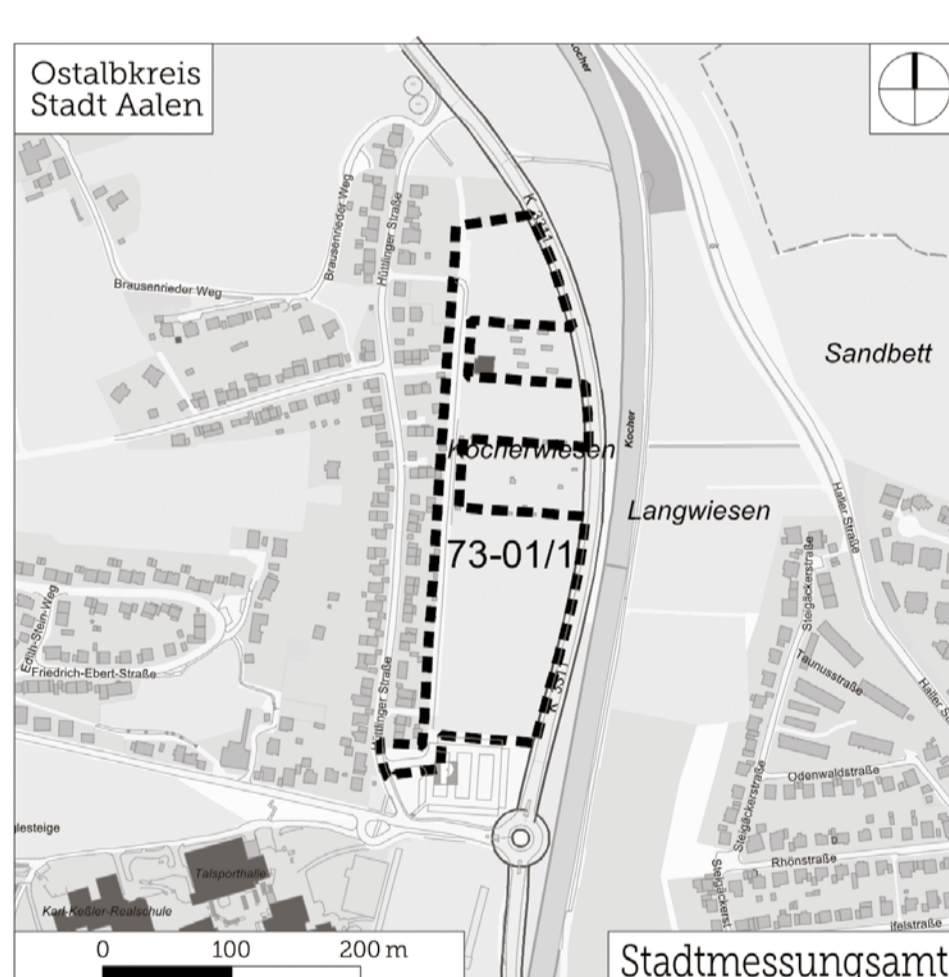 Ostalbkreis
Stadt Aalen
Kocher
Brausenrieder Weg
Hüttlinger Straße
K 3311
Brausenrieder Weg
Sandbett
Kocherwiesen
Kocher
Langwiesen
Haller Straße
73-01/1
Steigäckerstraße
Edith-Stein-Weg
Friedrich-Ebert-Straße
Taunusstraße
Hüttlinger Straße
K 3311
Haller S
Odenwaldstraße
Steigäckerstraße
glesteige
Rhönstraße
Talsporthalle
Steigäckerst
Karl-Keßler-Realschule
ifelstraße
0 100 200 m
Stadtmessungsamt